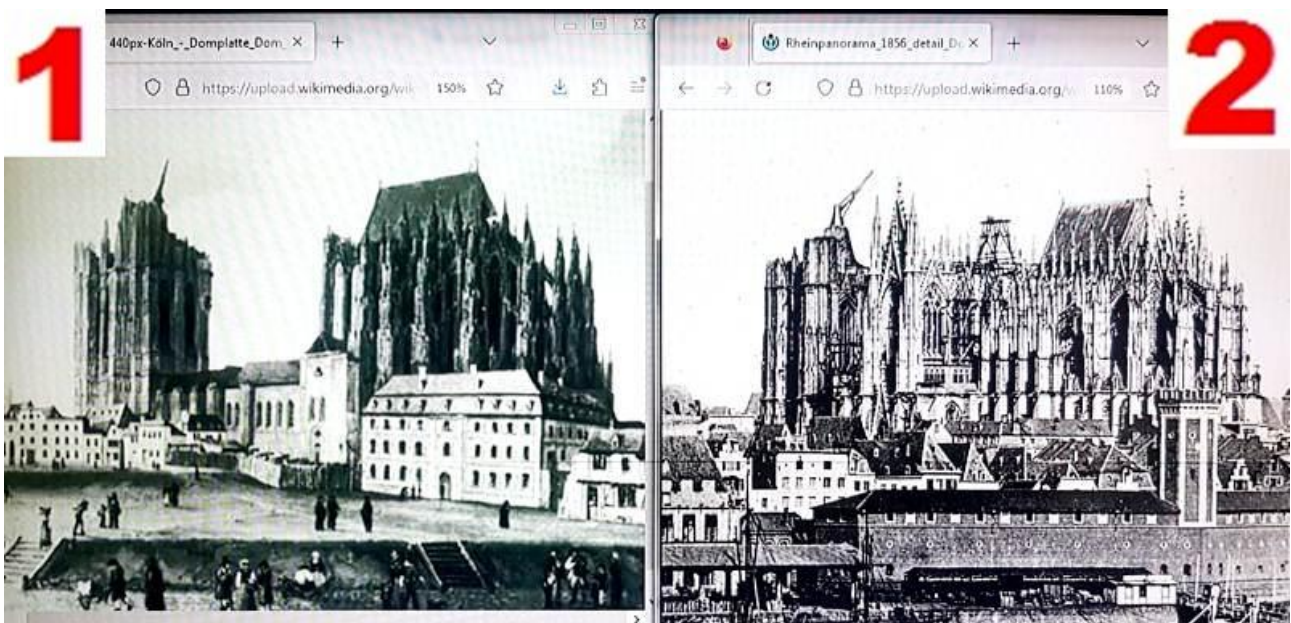 1
440px-Köln_-_Domplatte_Dom_
https://upload.wikimedia.org/wik
150%
2
Rheinpanorama_1856_detail_Do
https://upload.wikimedia.org/w
110%